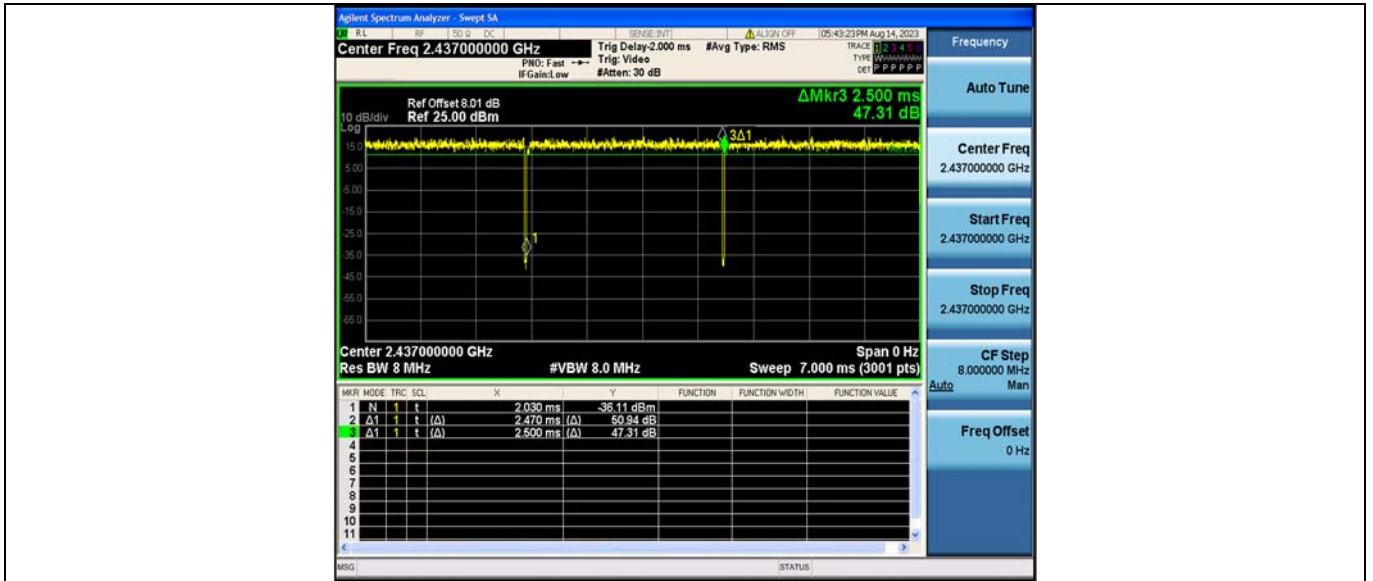 Agilent Spectrum Analyzer - Swept SA
RL RF 50 Ω DC SENSE:INT ALIGN OFF 05:43:23 PM Aug 14, 2023
Center Freq 2.437000000 GHz Trig Delay-2.000 ms #Avg Type: RMS TRACE 1 2 3 4 5 6
PNO: Fast Trig: Video TYPE
IFGain:Low #Atten: 30 dB DET P P P P P P
Frequency
Auto Tune
ΔMkr3 2.500 ms
Ref Offset 8.01 dB
10 dB/div Ref 25.00 dBm 47.31 dB
Log
3Δ1
15.0
5.00
-5.00
-15.0
-25.0
1
-35.0
-45.0
-55.0
-65.0
Center 2.437000000 GHz Span 0 Hz
Res BW 8 MHz #VBW 8.0 MHz Sweep 7.000 ms (3001 pts)
Center Freq
2.437000000 GHz
Start Freq
2.437000000 GHz
Stop Freq
2.437000000 GHz
CF Step
8.000000 MHz
Auto Man
Freq Offset
0 Hz
MKR MODE TRC SCL X Y FUNCTION FUNCTION WIDTH FUNCTION VALUE
1 N 1 t 2.030 ms -36.11 dBm
2 Δ1 1 t (Δ) 2.470 ms (Δ) 50.94 dB
3 Δ1 1 t (Δ) 2.500 ms (Δ) 47.31 dB
4
5
6
7
8
9
10
11
MSG STATUS